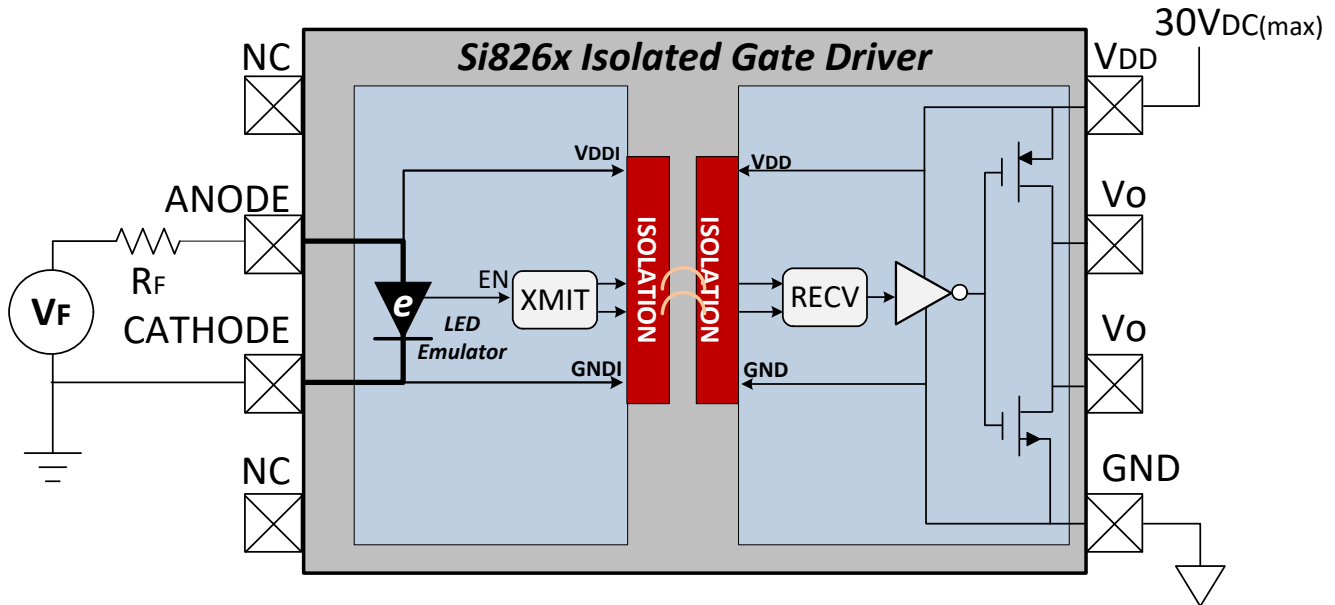 30VDC(max)
Si826x Isolated Gate Driver
NC
VDD
VDDI
VDD
ANODE
Vo
ISOLATION
ISOLATION
RF
EN
XMIT
RECV
e
VF
LED
Emulator
CATHODE
Vo
GNDI
GND
NC
GND